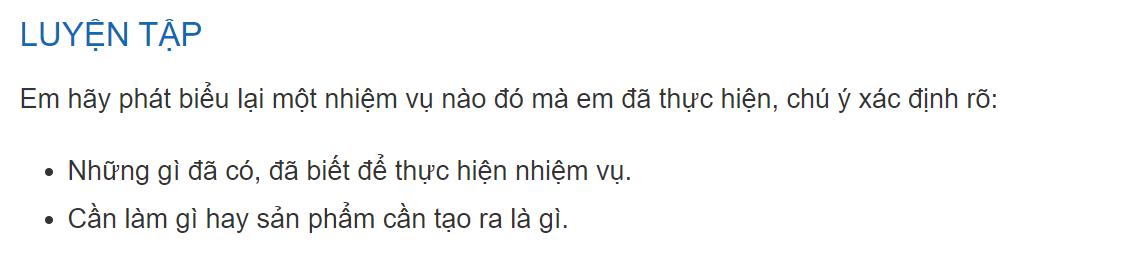 LUYỆN TẬP
Em hãy phát biểu lại một nhiệm vụ nào đó mà em đã thực hiện, chú ý xác định rõ:
• Những gì đã có, đã biết để thực hiện nhiệm vụ.
• Cần làm gì hay sản phẩm cần tạo ra là gì.